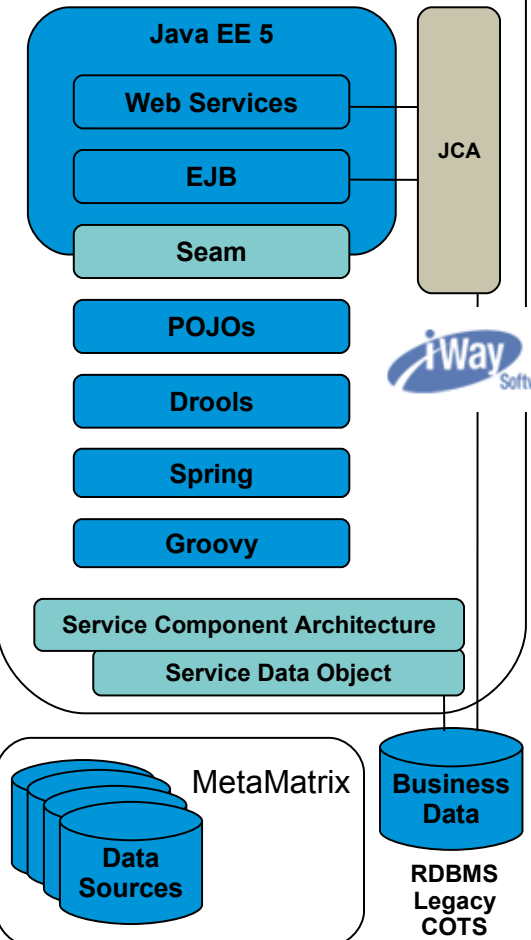 Java EE 5
Web Services
JCA
EJB
Seam
POJOs
iWay
Drools
Spring
Groovy
Service Component Architecture
Service Data Object
MetaMatrix
Data
Sources
Business
Data
RDBMS
Legacy
COTS